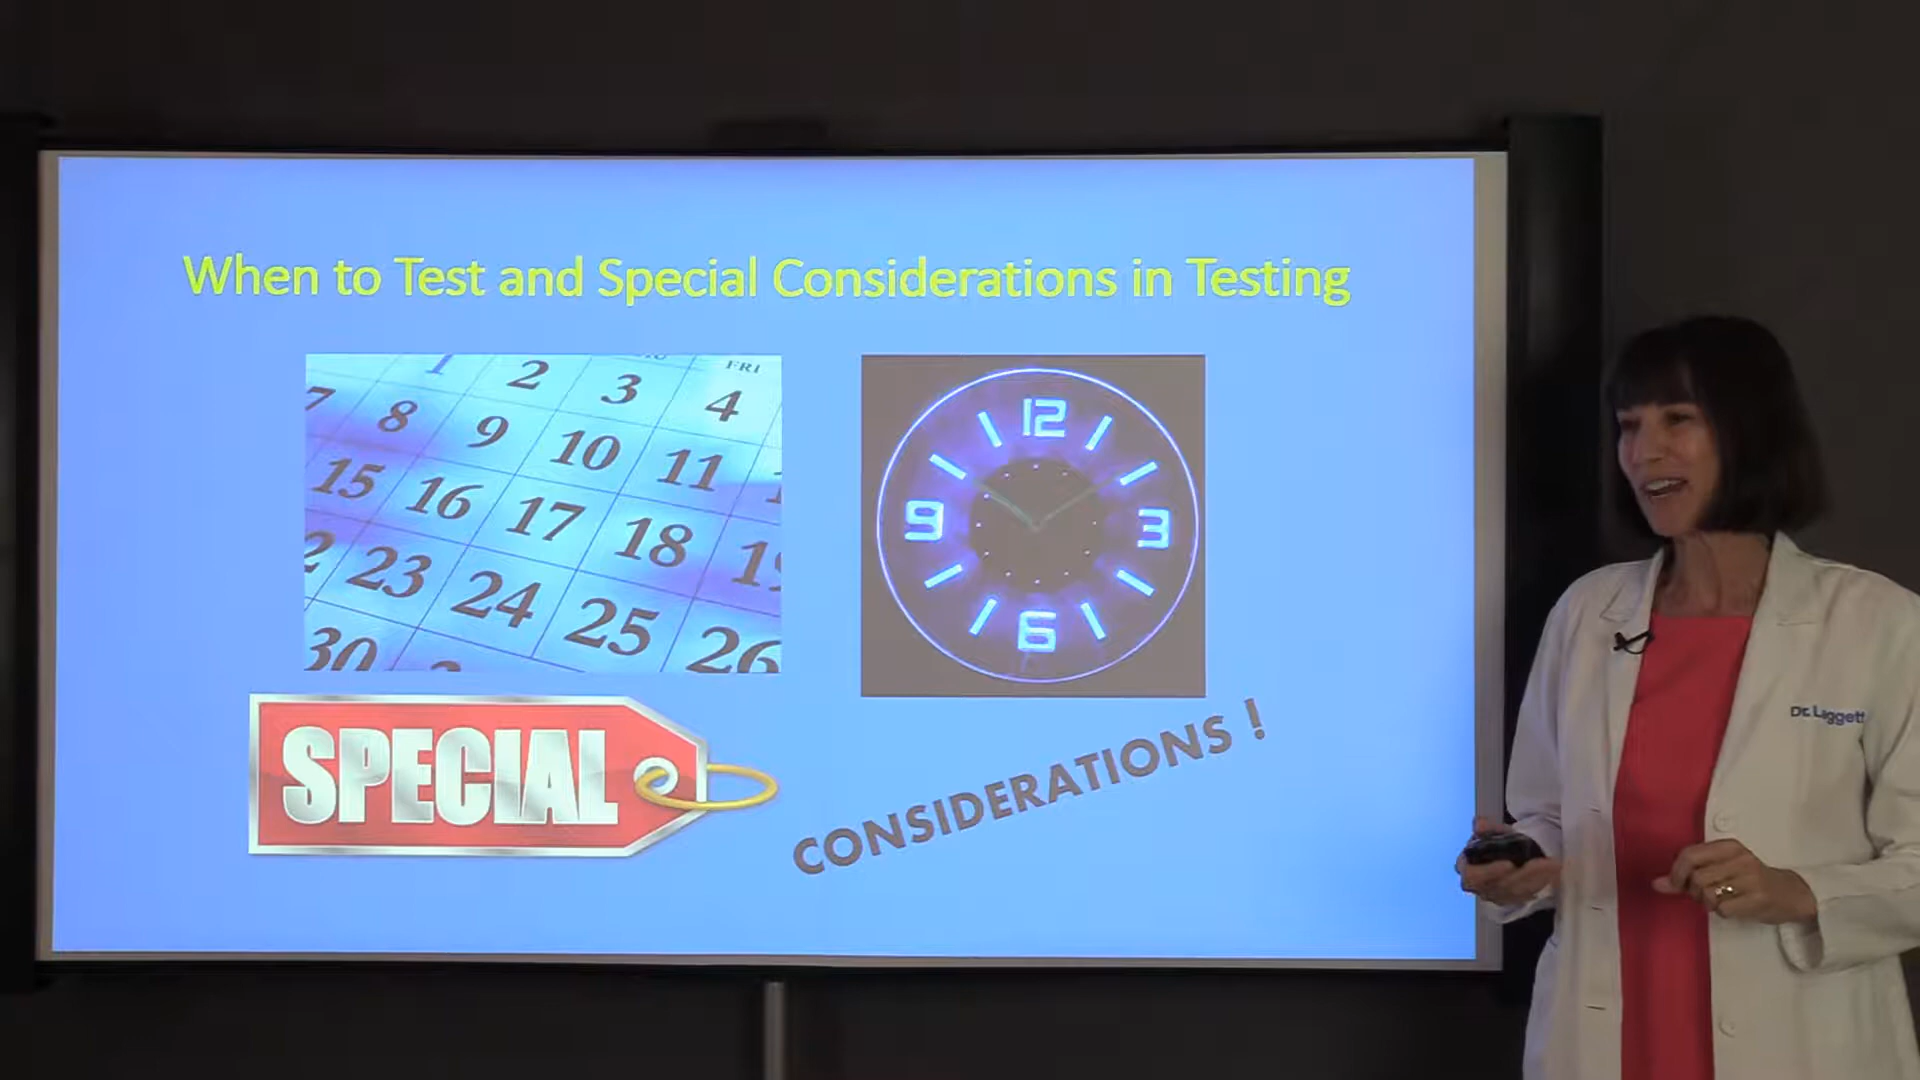 When to Test and Special Considerations in Testing
FRI
1 2 3 4
7 8 9 10 11
15 16 17 18 19
23 24 25 26
30
12
9 3
6
SPECIAL
CONSIDERATIONS !
Dr. Leggett